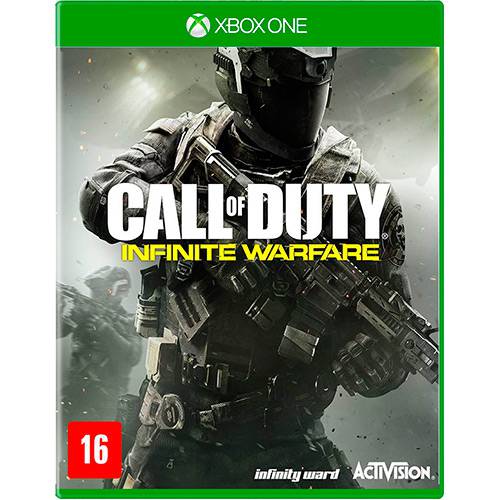 XBOX ONE
CALL OF DUTY
INFINITE WARFARE
16
infinity ward
ACTIVISION